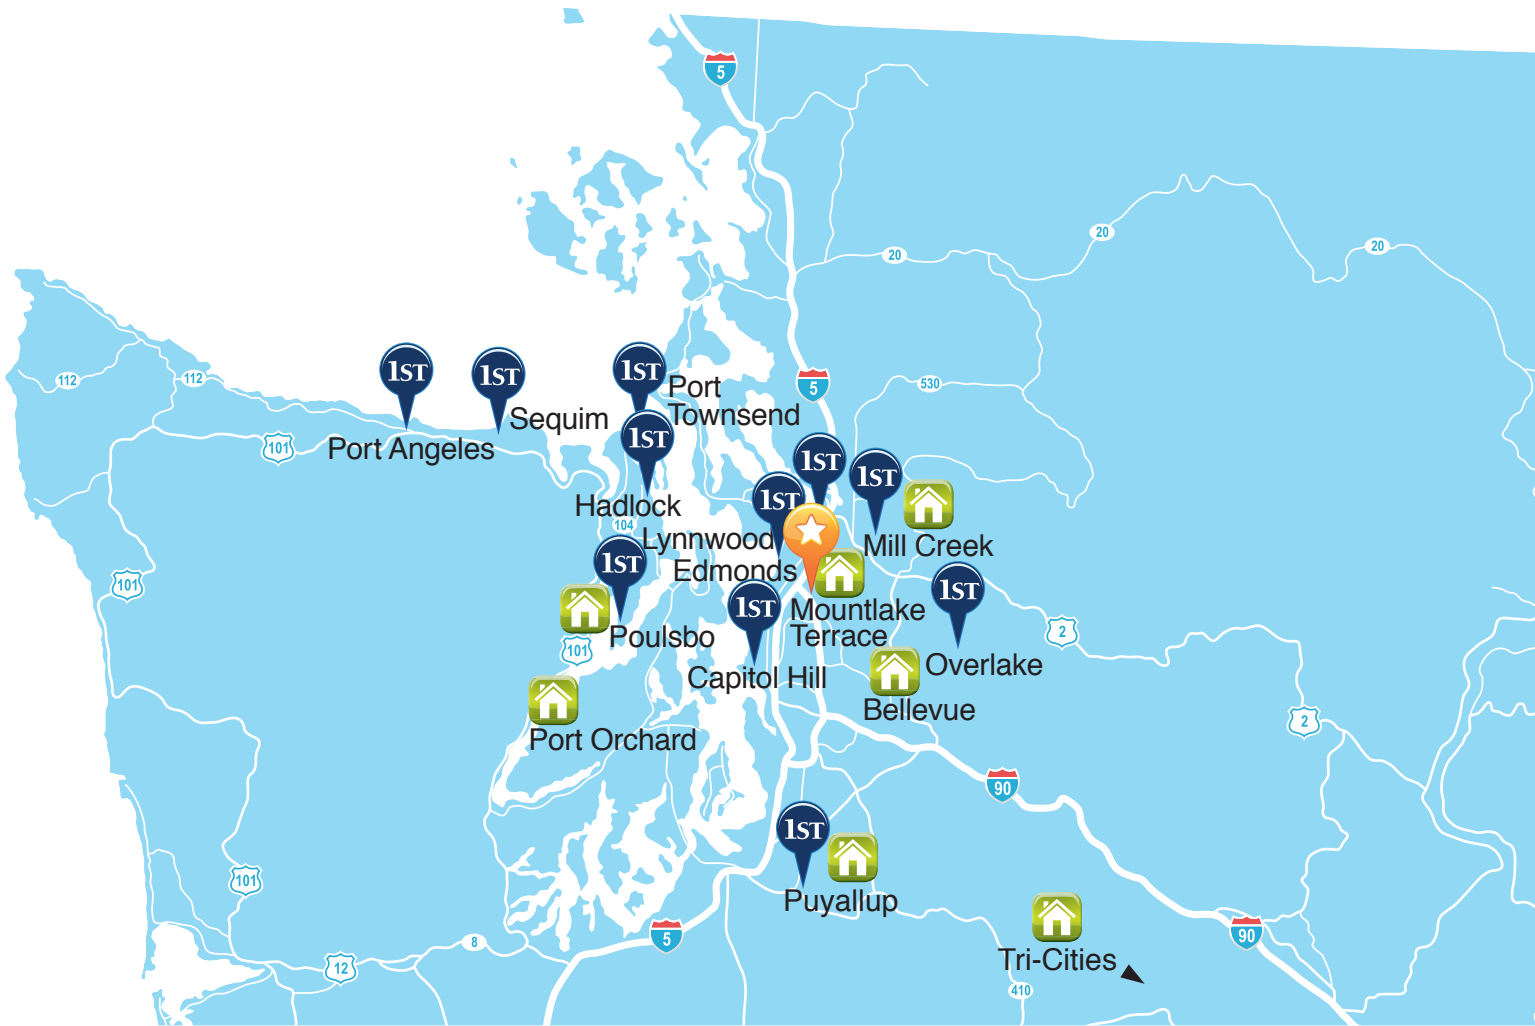 5
20
20
20
112
112
1ST
1ST
1ST
Port
Townsend
5
530
Sequim
101
Port Angeles
1ST
1ST
1ST
1ST
Hadlock
104
Lynnwood
Mill Creek
Edmonds
1ST
101
1ST
1ST
Mountlake
Terrace
2
Poulsbo
101
Overlake
Capitol Hill
Bellevue
2
Port Orchard
90
1ST
101
Puyallup
5
90
8
12
Tri-Cities
410